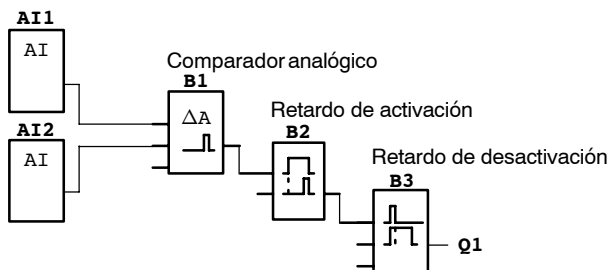 AI1
AI
Comparador analógico
B1
ΔA
AI2
AI
Retardo de activación
B2
Retardo de desactivación
B3
Q1